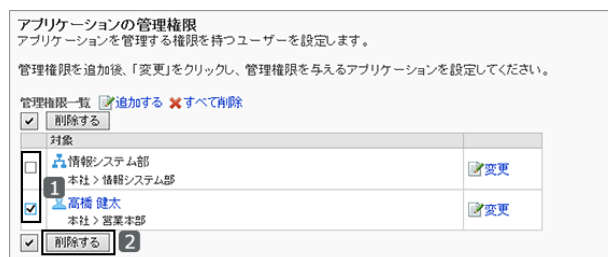 アプリケーションの管理権限
アプリケーションを管理する権限を持つユーザーを設定します。
管理権限を追加後、「変更」をクリックし、管理権限を与えるアプリケーションを設定してください。
管理権限一覧 追加する すべて削除
削除する
対象
情報システム部
本社 > 情報システム部
変更
1
高橋 健太
本社 > 営業本部
変更
削除する 2